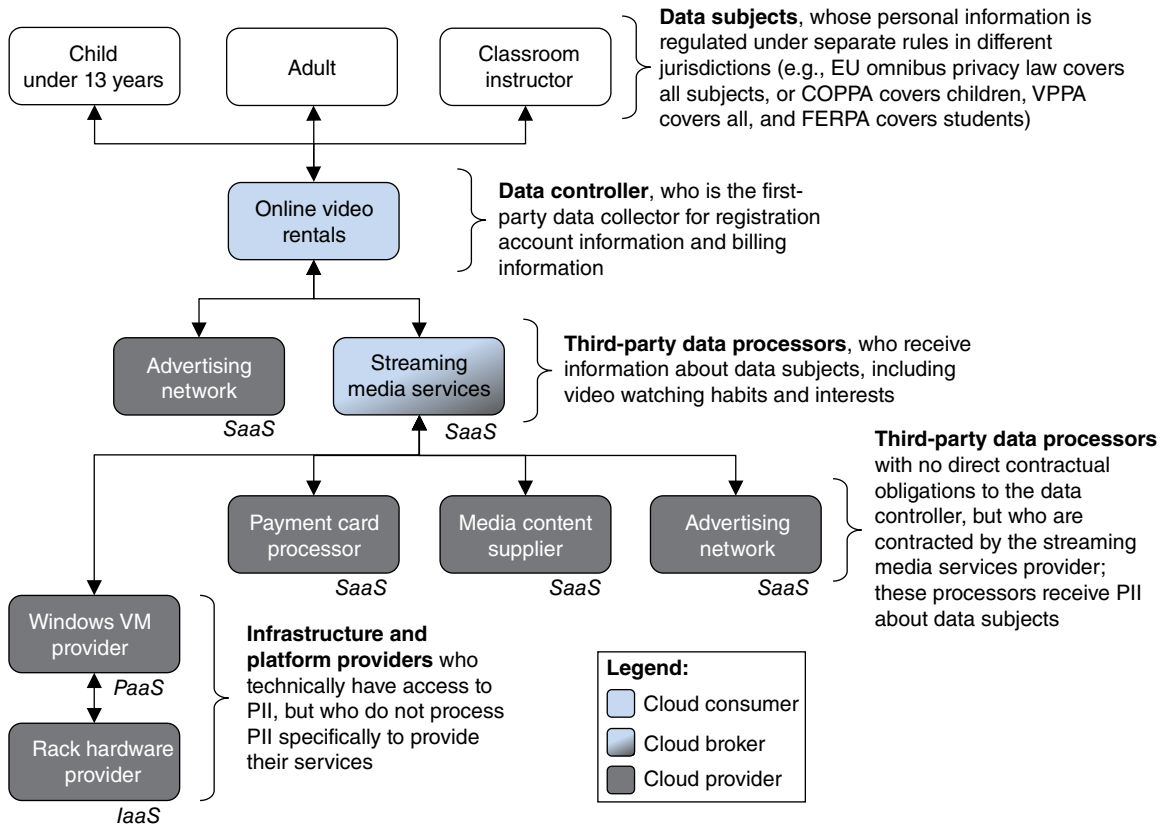 Child
under 13 years
Adult
Classroom
instructor
Data subjects, whose personal information is
regulated under separate rules in different
jurisdictions (e.g., EU omnibus privacy law covers
all subjects, or COPPA covers children, VPPA
covers all, and FERPA covers students)
Online video
rentals
Data controller, who is the first-
party data collector for registration
account information and billing
information
Advertising
network
SaaS
Streaming
media services
SaaS
Third-party data processors, who receive
information about data subjects, including
video watching habits and interests
Payment card
processor
SaaS
Media content
supplier
SaaS
Advertising
network
SaaS
Third-party data processors
with no direct contractual
obligations to the data
controller, but who are
contracted by the streaming
media services provider;
these processors receive PII
about data subjects
Windows VM
provider
PaaS
Rack hardware
provider
IaaS
Infrastructure and
platform providers who
technically have access to
PII, but who do not process
PII specifically to provide
their services
Legend:
Cloud consumer
Cloud broker
Cloud provider